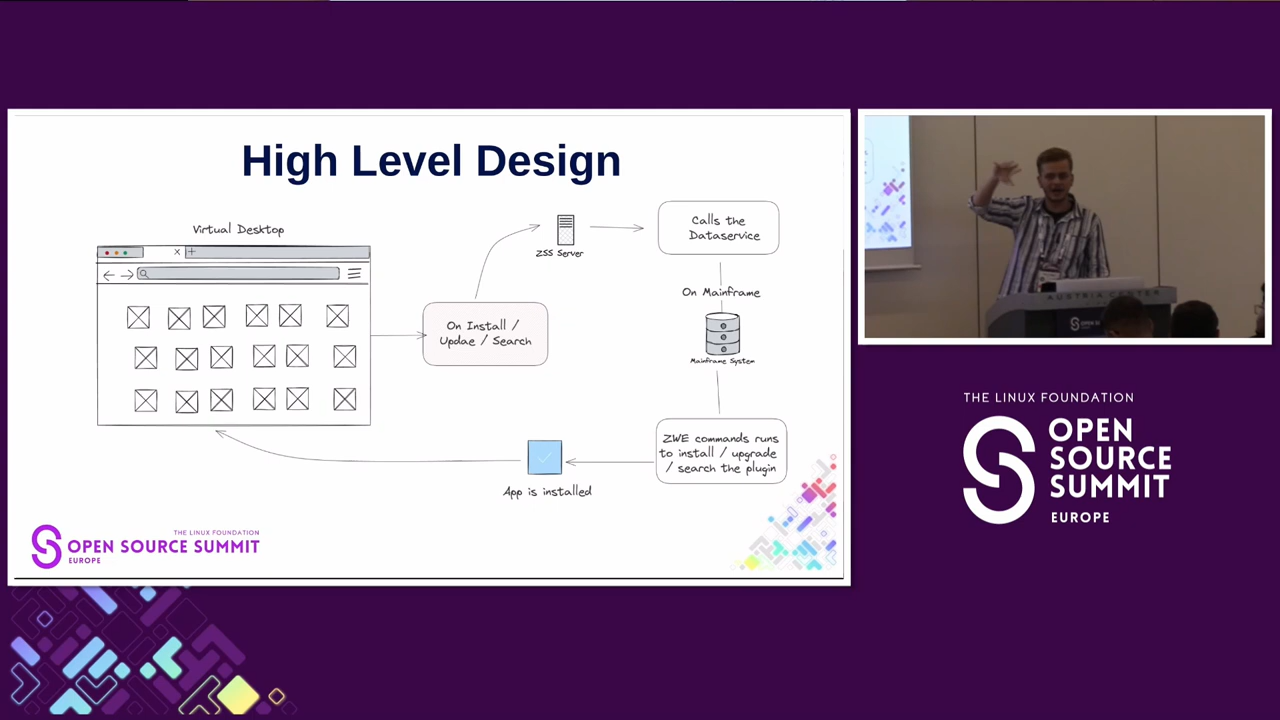 High Level Design
Virtual Desktop
On Install /
Updae / Search
ZSS Server
Calls the
Dataservice
On Mainframe
Mainframe System
ZWE commands runs
to install / upgrade
/ search the plugin
App is installed
THE LINUX FOUNDATION
OPEN SOURCE SUMMIT
EUROPE
AUSTRIA CENTER
THE LINUX FOUNDATION
OPEN
SOURCE
SUMMIT
EUROPE